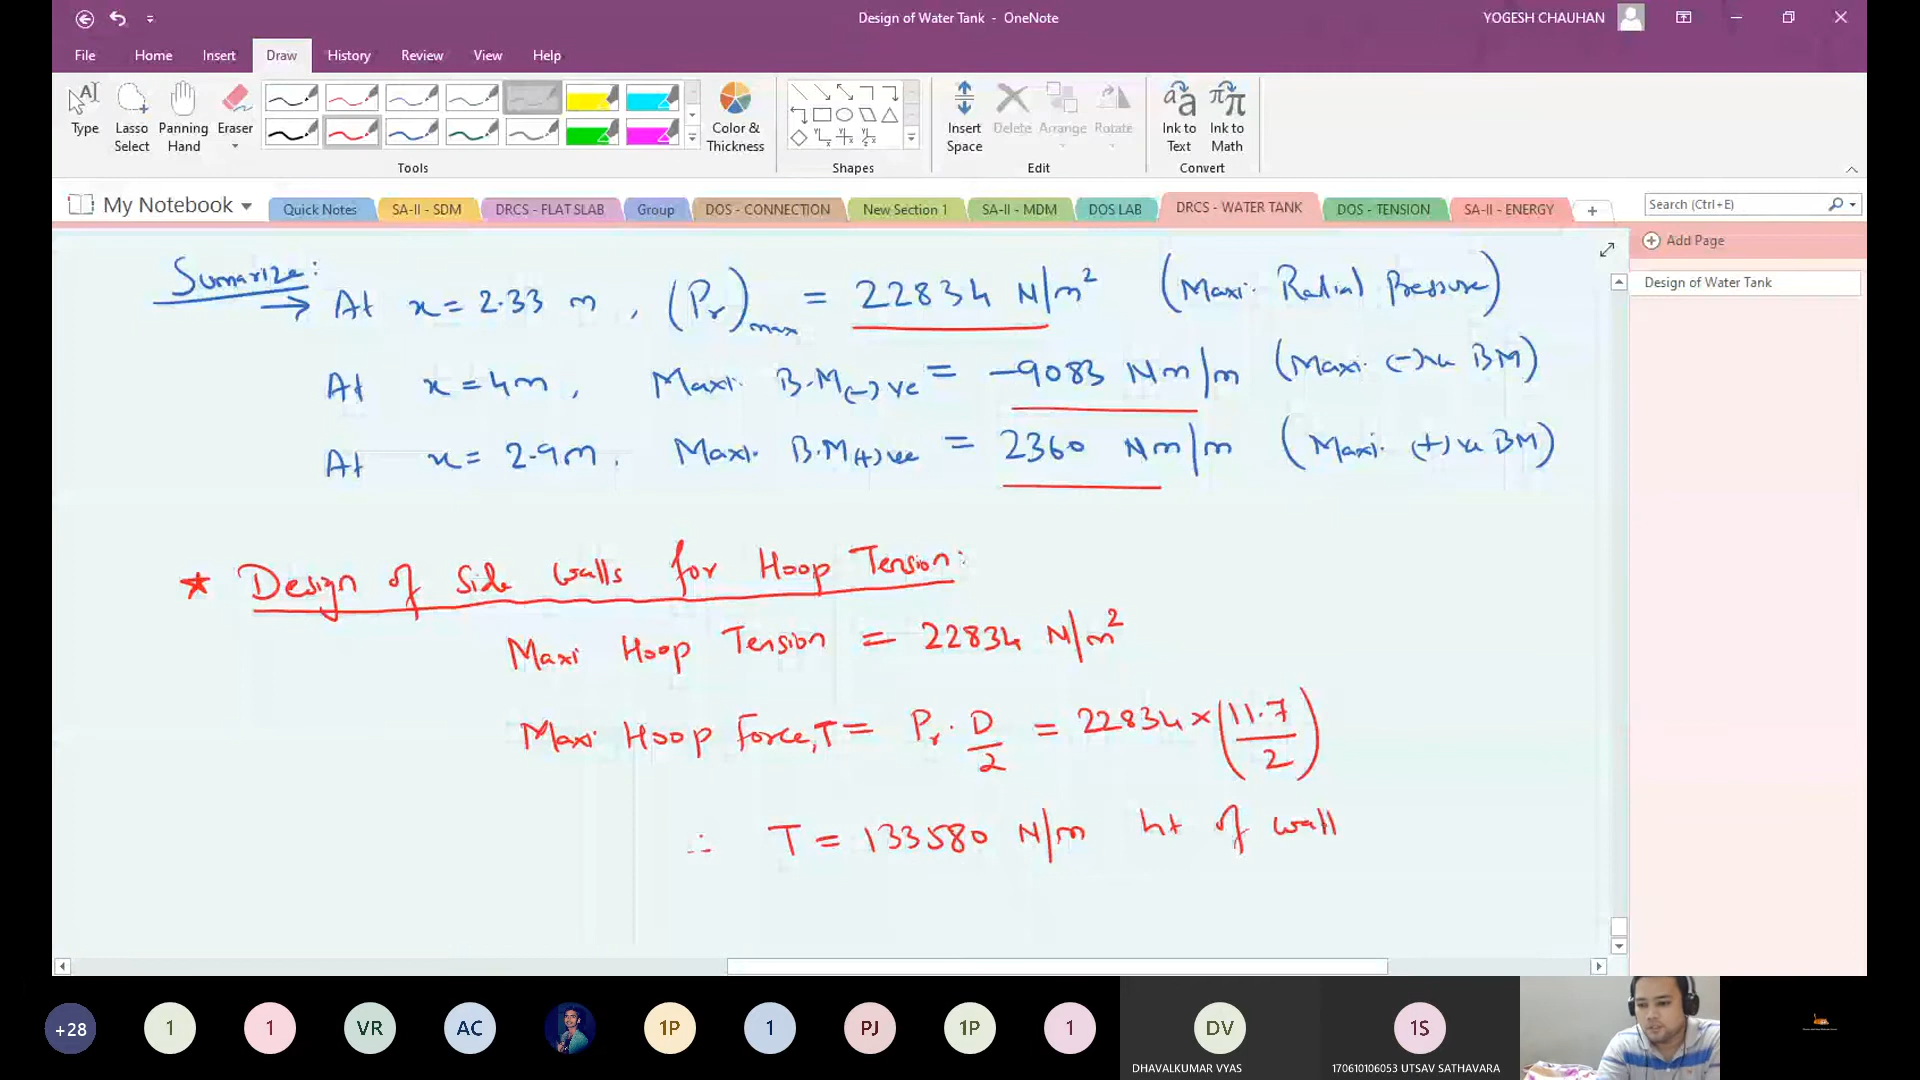 Design of Water Tank - OneNote
YOGESH CHAUHAN
File Home Insert Draw History Review View Help
Type
Lasso Select
Panning Hand
Eraser
Color & Thickness
Insert Space
Delete
Arrange
Rotate
Ink to Text
Ink to Math
Tools
Shapes
Edit
Convert
My Notebook
Quick Notes
SA-II - SDM
DRCS - FLAT SLAB
Group
DOS - CONNECTION
New Section 1
SA-II - MDM
DOS LAB
DRCS - WATER TANK
DOS - TENSION
SA-II - ENERGY
+
Search (Ctrl+E)
Add Page
Design of Water Tank
Sumarize:
→ At x = 2.33 m , (Pr)max = 22834 N/m² (Maxi. Radial Pressure)
At x = 4m , Maxi. B.M(-)ve = -9083 Nm/m (Maxi. (-)ve BM)
At x = 2.9m , Maxi. B.M(+)ve = 2360 Nm/m (Maxi. (+)ve BM)
★ Design of Side walls for Hoop Tension:
Maxi Hoop Tension = 22834 N/m²
Maxi. Hoop Force, T = Pr . D/2 = 22834 × (11.7/2)
∴ T = 133580 N/m ht of wall
+28
1
1
VR
AC
1P
1
PJ
1P
1
DV
1S
DHAVALKUMAR VYAS
170610106053 UTSAV SATHAVARA